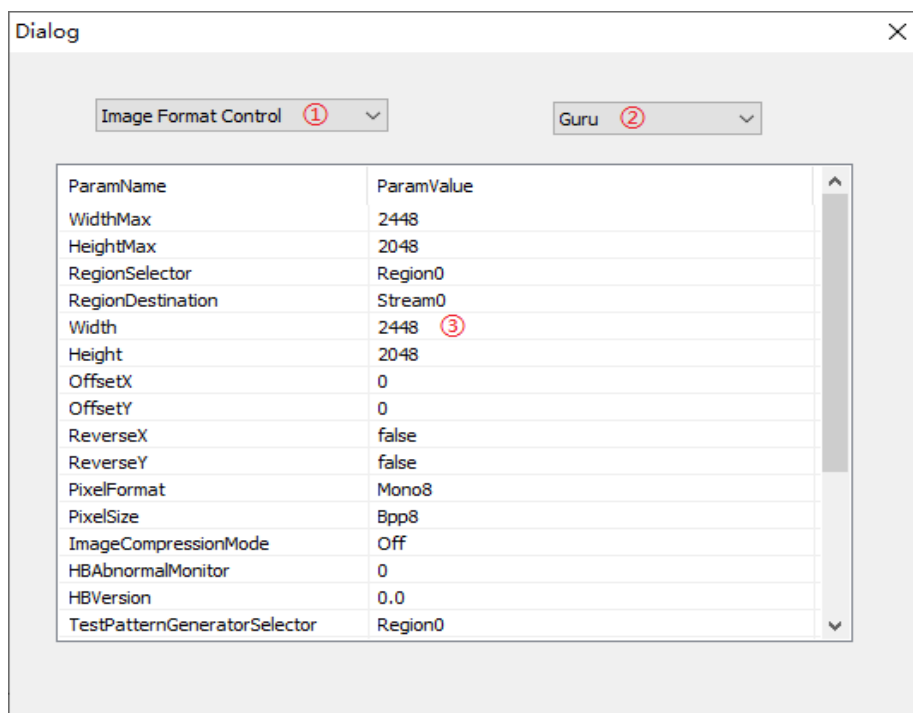 Dialog
Image Format Control ①
Guru ②
ParamName ParamValue
WidthMax 2448
HeightMax 2048
RegionSelector Region0
RegionDestination Stream0
Width 2448 ③
Height 2048
OffsetX 0
OffsetY 0
ReverseX false
ReverseY false
PixelFormat Mono8
PixelSize Bpp8
ImageCompressionMode Off
HBAbnormalMonitor 0
HBVersion 0.0
TestPatternGeneratorSelector Region0